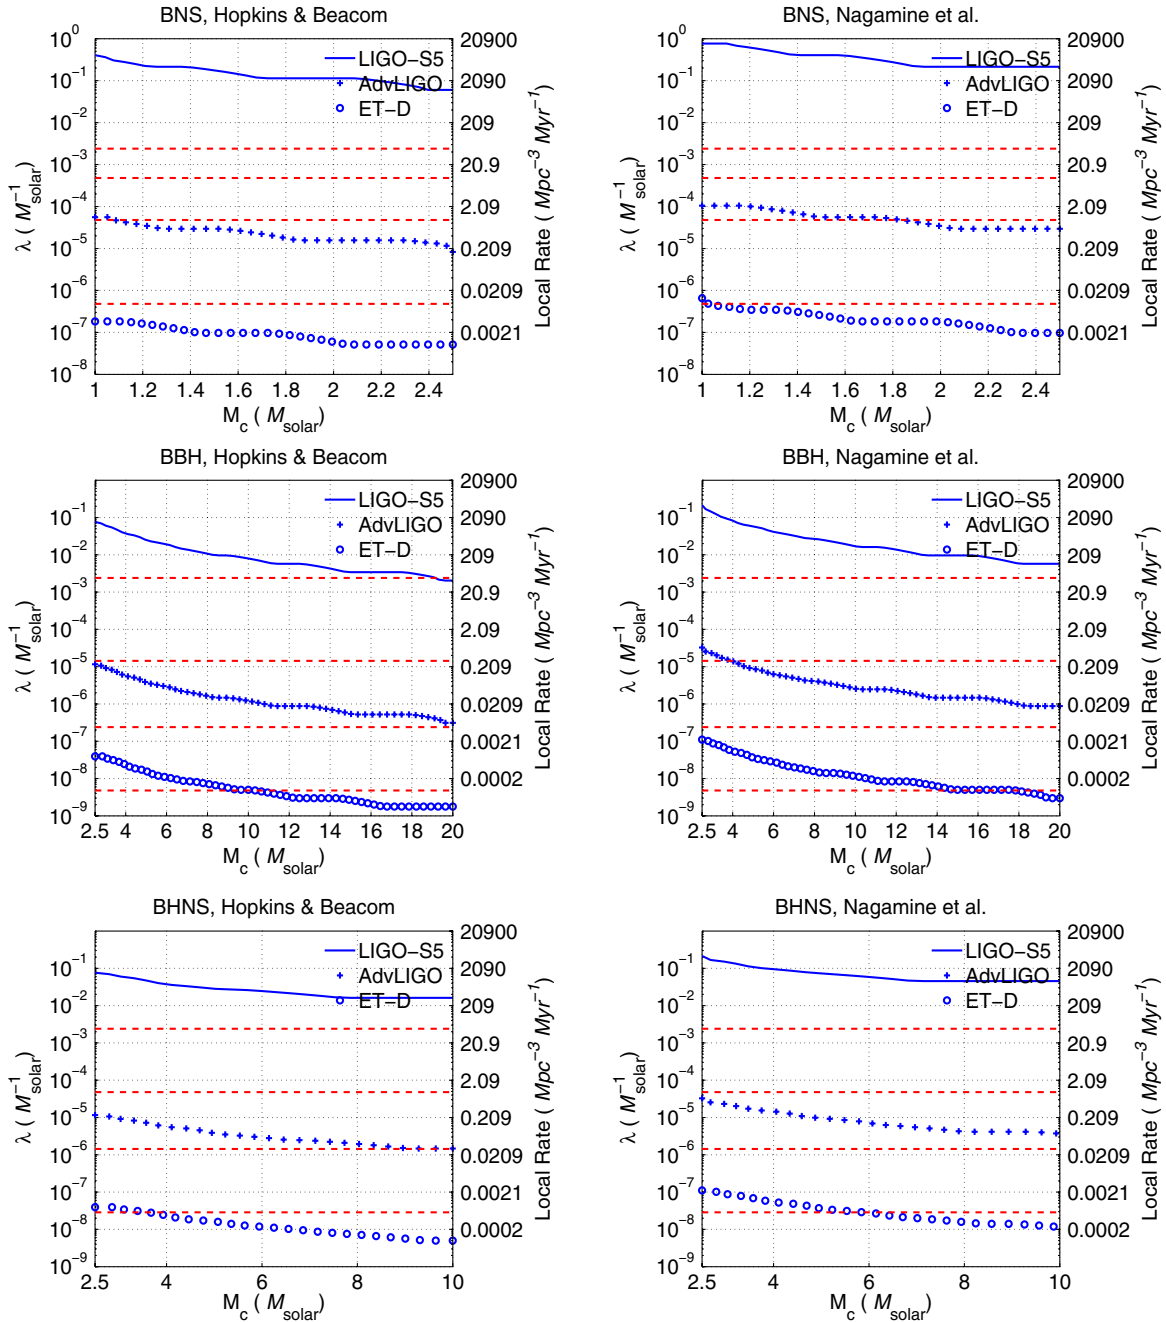 BNS, Hopkins & Beacom
10^0
10^−1
10^−2
10^−3
10^−4
10^−5
10^−6
10^−7
10^−8
λ ( M_solar^−1 )
LIGO−S5
AdvLIGO
ET−D
20900
2090
209
20.9
2.09
0.209
0.0209
0.0021
Local Rate ( Mpc^−3 Myr^−1 )
1 1.2 1.4 1.6 1.8 2 2.2 2.4
M_c ( M_solar )
BNS, Nagamine et al.
10^0
10^−1
10^−2
10^−3
10^−4
10^−5
10^−6
10^−7
10^−8
λ ( M_solar^−1 )
LIGO−S5
AdvLIGO
ET−D
20900
2090
209
20.9
2.09
0.209
0.0209
0.0021
Local Rate ( Mpc^−3 Myr^−1 )
1 1.2 1.4 1.6 1.8 2 2.2 2.4
M_c ( M_solar )
BBH, Hopkins & Beacom
10^−1
10^−2
10^−3
10^−4
10^−5
10^−6
10^−7
10^−8
10^−9
λ ( M_solar^−1 )
LIGO−S5
AdvLIGO
ET−D
20900
2090
209
20.9
2.09
0.209
0.0209
0.0021
0.0002
Local Rate ( Mpc^−3 Myr^−1 )
2.5 4 6 8 10 12 14 16 18 20
M_c ( M_solar )
BBH, Nagamine et al.
10^−1
10^−2
10^−3
10^−4
10^−5
10^−6
10^−7
10^−8
10^−9
λ ( M_solar^−1 )
LIGO−S5
AdvLIGO
ET−D
20900
2090
209
20.9
2.09
0.209
0.0209
0.0021
0.0002
Local Rate ( Mpc^−3 Myr^−1 )
2.5 4 6 8 10 12 14 16 18 20
M_c ( M_solar )
BHNS, Hopkins & Beacom
10^−1
10^−2
10^−3
10^−4
10^−5
10^−6
10^−7
10^−8
10^−9
λ ( M_solar^−1 )
LIGO−S5
AdvLIGO
ET−D
20900
2090
209
20.9
2.09
0.209
0.0209
0.0021
0.0002
Local Rate ( Mpc^−3 Myr^−1 )
2.5 4 6 8 10
M_c ( M_solar )
BHNS, Nagamine et al.
10^−1
10^−2
10^−3
10^−4
10^−5
10^−6
10^−7
10^−8
10^−9
λ ( M_solar^−1 )
LIGO−S5
AdvLIGO
ET−D
20900
2090
209
20.9
2.09
0.209
0.0209
0.0021
0.0002
Local Rate ( Mpc^−3 Myr^−1 )
2.5 4 6 8 10
M_c ( M_solar )